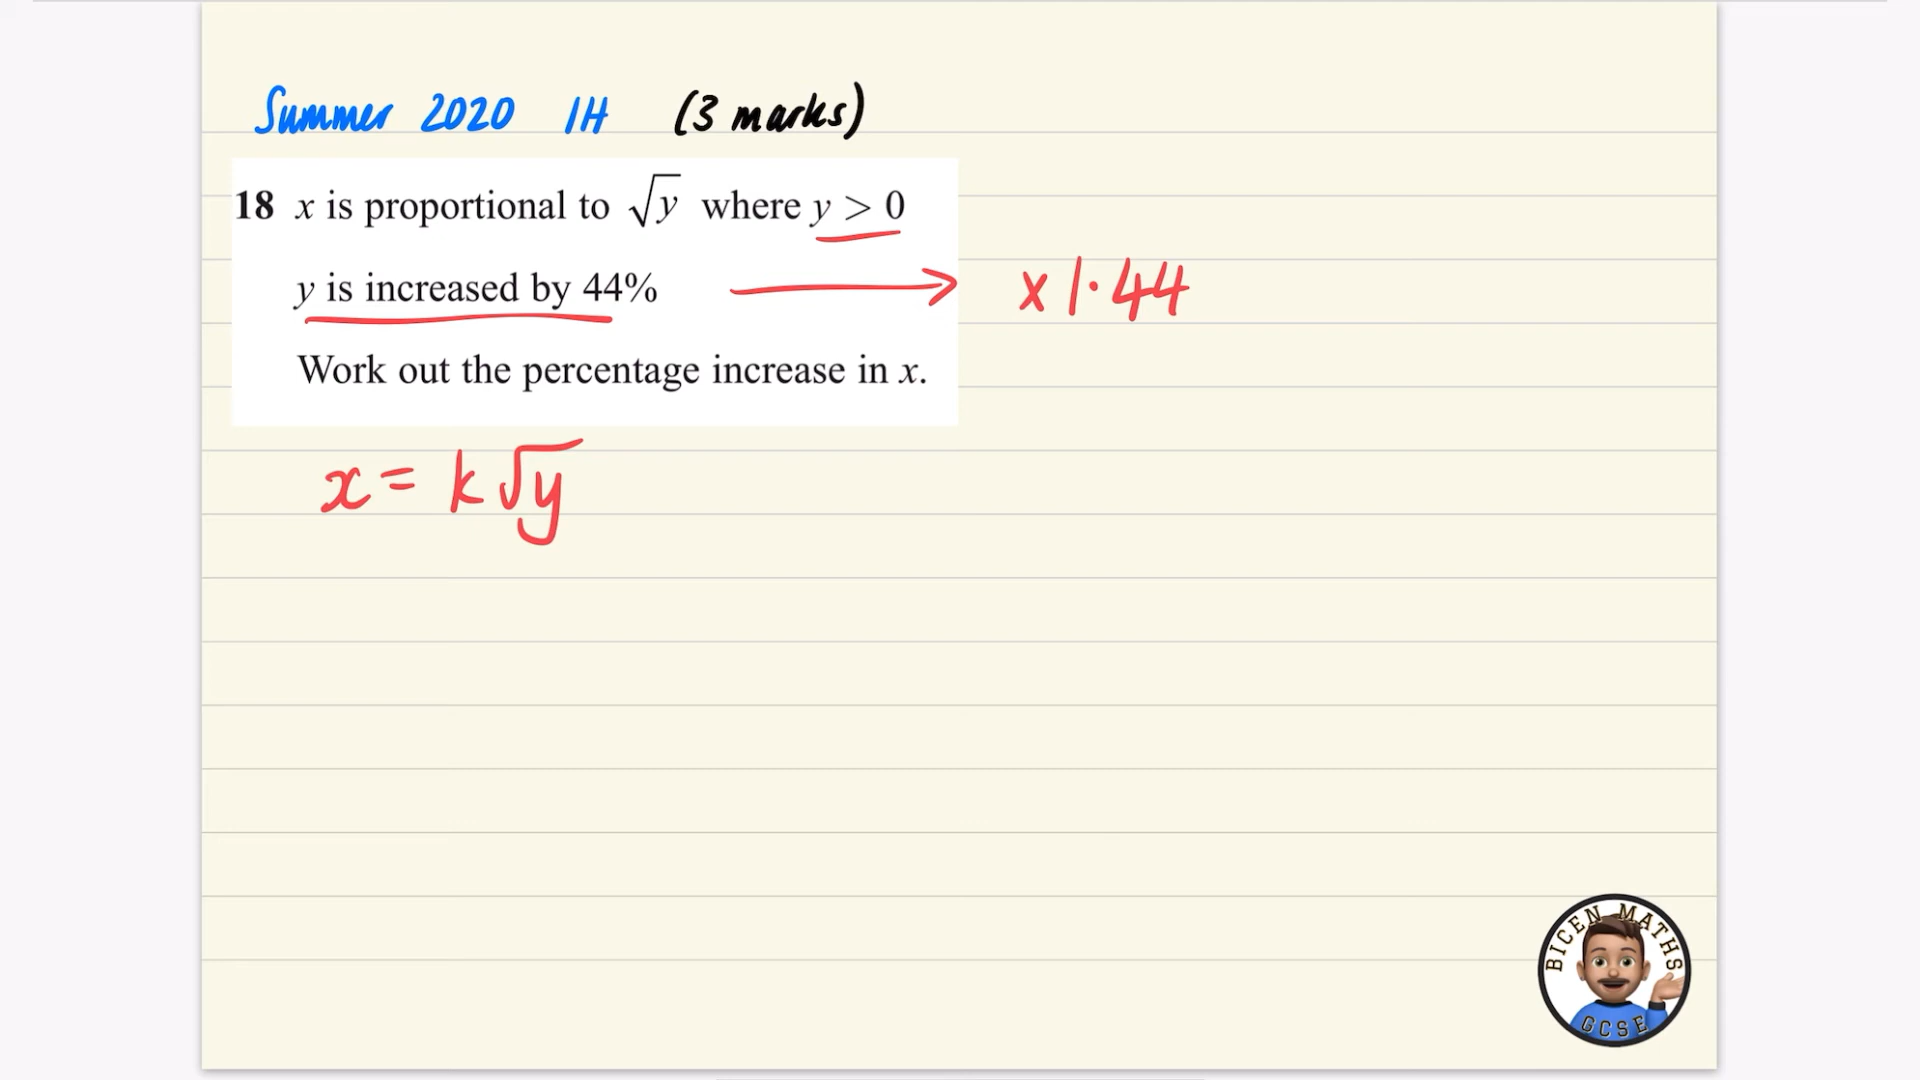 Summer 2020 1H (3 marks)
18 x is proportional to √y where y > 0
y is increased by 44% → × 1·44
Work out the percentage increase in x.
x = k√y
BICEN MATHS
GCSE